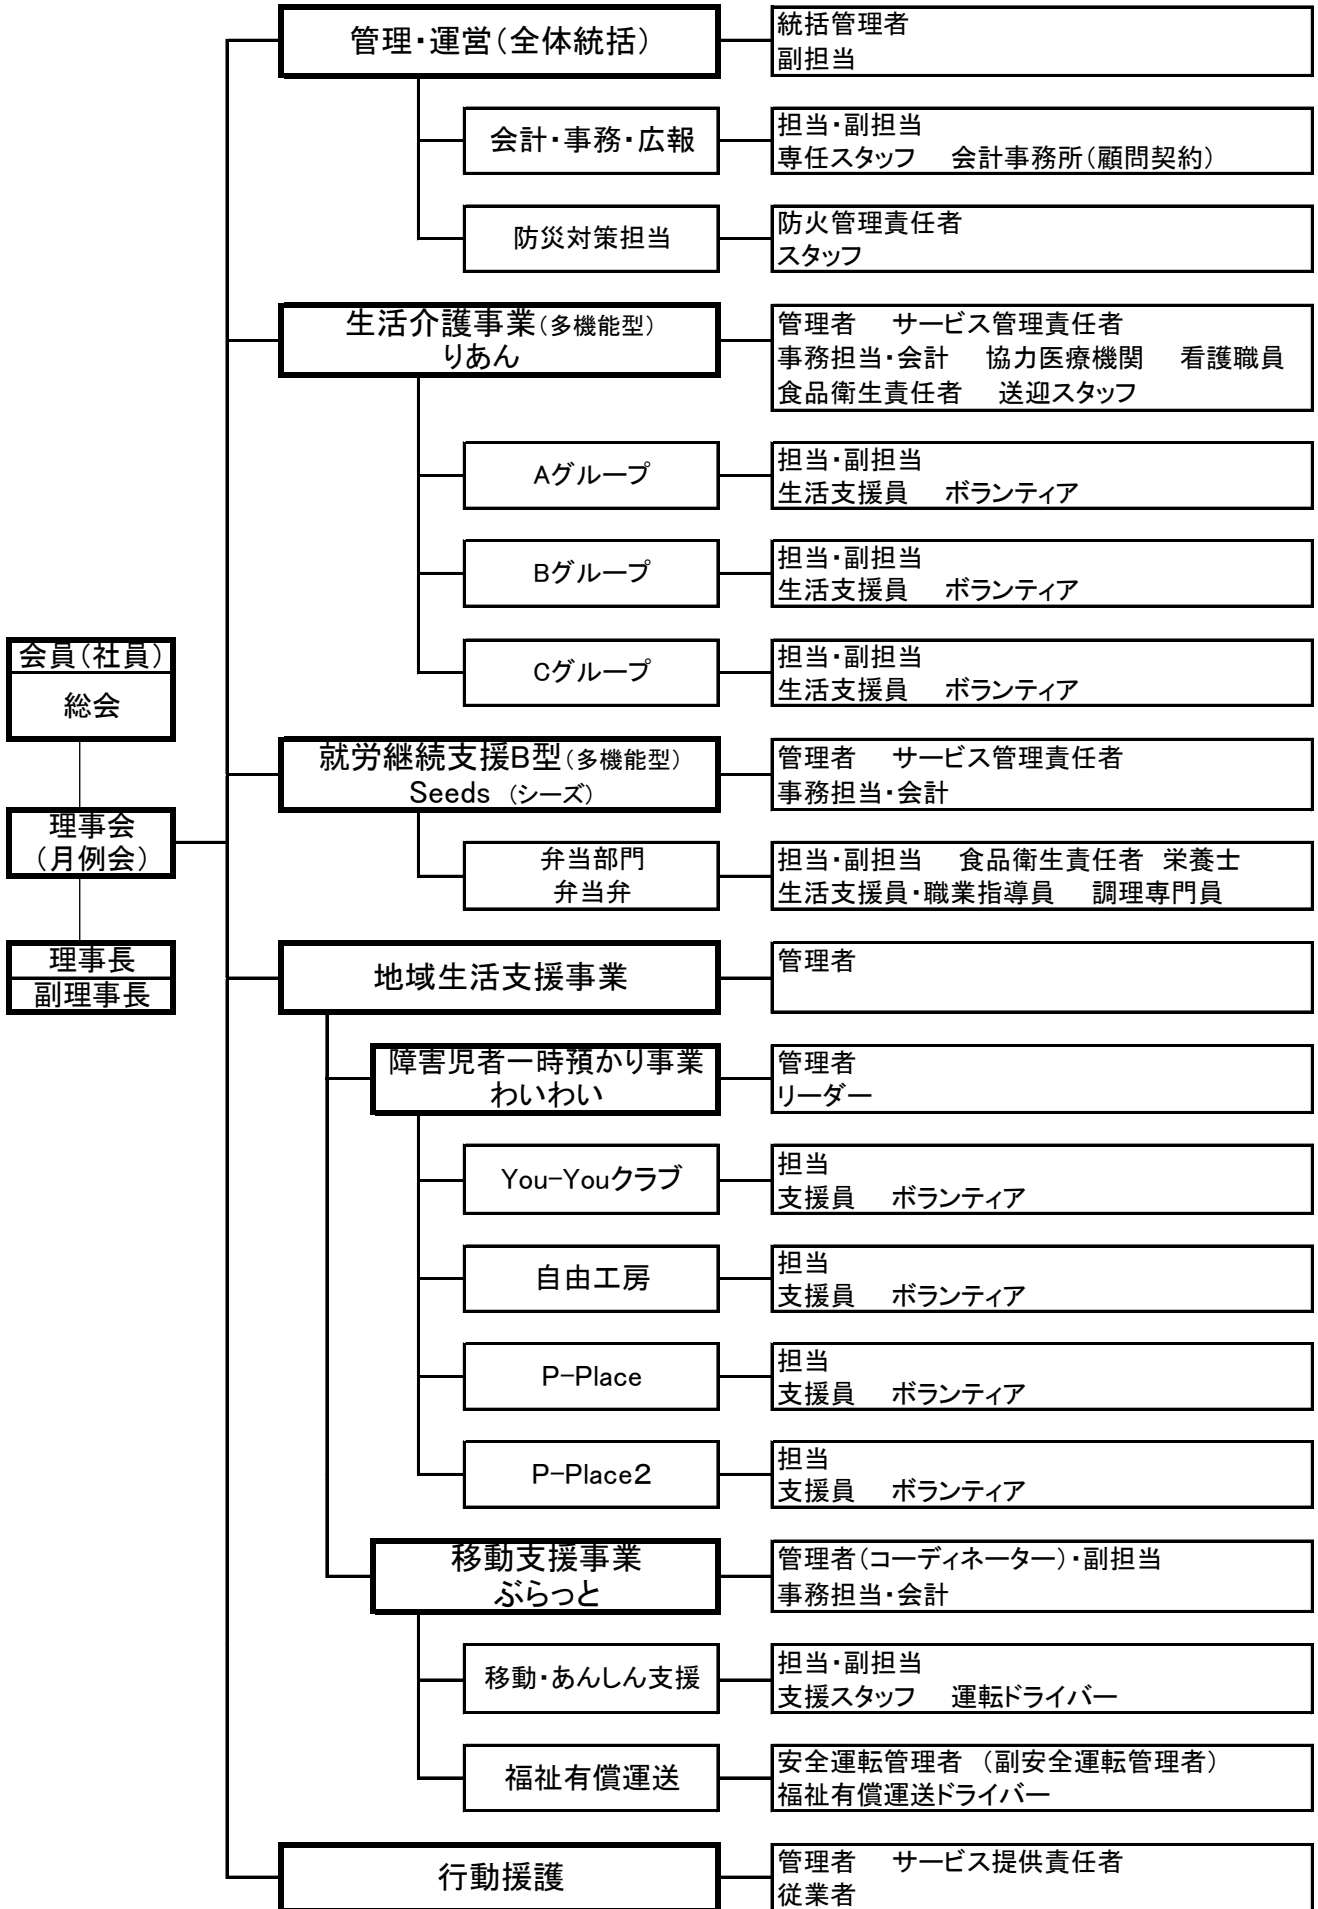 管理・運営（全体統括）
統括管理者
副担当
会計・事務・広報
担当・副担当
専任スタッフ　会計事務所（顧問契約）
防災対策担当
防火管理責任者
スタッフ
生活介護事業（多機能型）
りあん
管理者　サービス管理責任者
事務担当・会計　協力医療機関　看護職員
食品衛生責任者　送迎スタッフ
Aグループ
担当・副担当
生活支援員　ボランティア
Bグループ
担当・副担当
生活支援員　ボランティア
Cグループ
担当・副担当
生活支援員　ボランティア
会員（社員）
総会
理事会
（月例会）
理事長
副理事長
就労継続支援B型（多機能型）
Seeds （シーズ）
管理者　サービス管理責任者
事務担当・会計
弁当部門
弁当弁
担当・副担当　食品衛生責任者　栄養士
生活支援員・職業指導員　調理専門員
地域生活支援事業
管理者
障害児者一時預かり事業
わいわい
管理者
リーダー
You-Youクラブ
担当
支援員　ボランティア
自由工房
担当
支援員　ボランティア
P-Place
担当
支援員　ボランティア
P-Place２
担当
支援員　ボランティア
移動支援事業
ぶらっと
管理者（コーディネーター）・副担当
事務担当・会計
移動・あんしん支援
担当・副担当
支援スタッフ　運転ドライバー
福祉有償運送
安全運転管理者　（副安全運転管理者）
福祉有償運送ドライバー
行動援護
管理者　サービス提供責任者
従業者